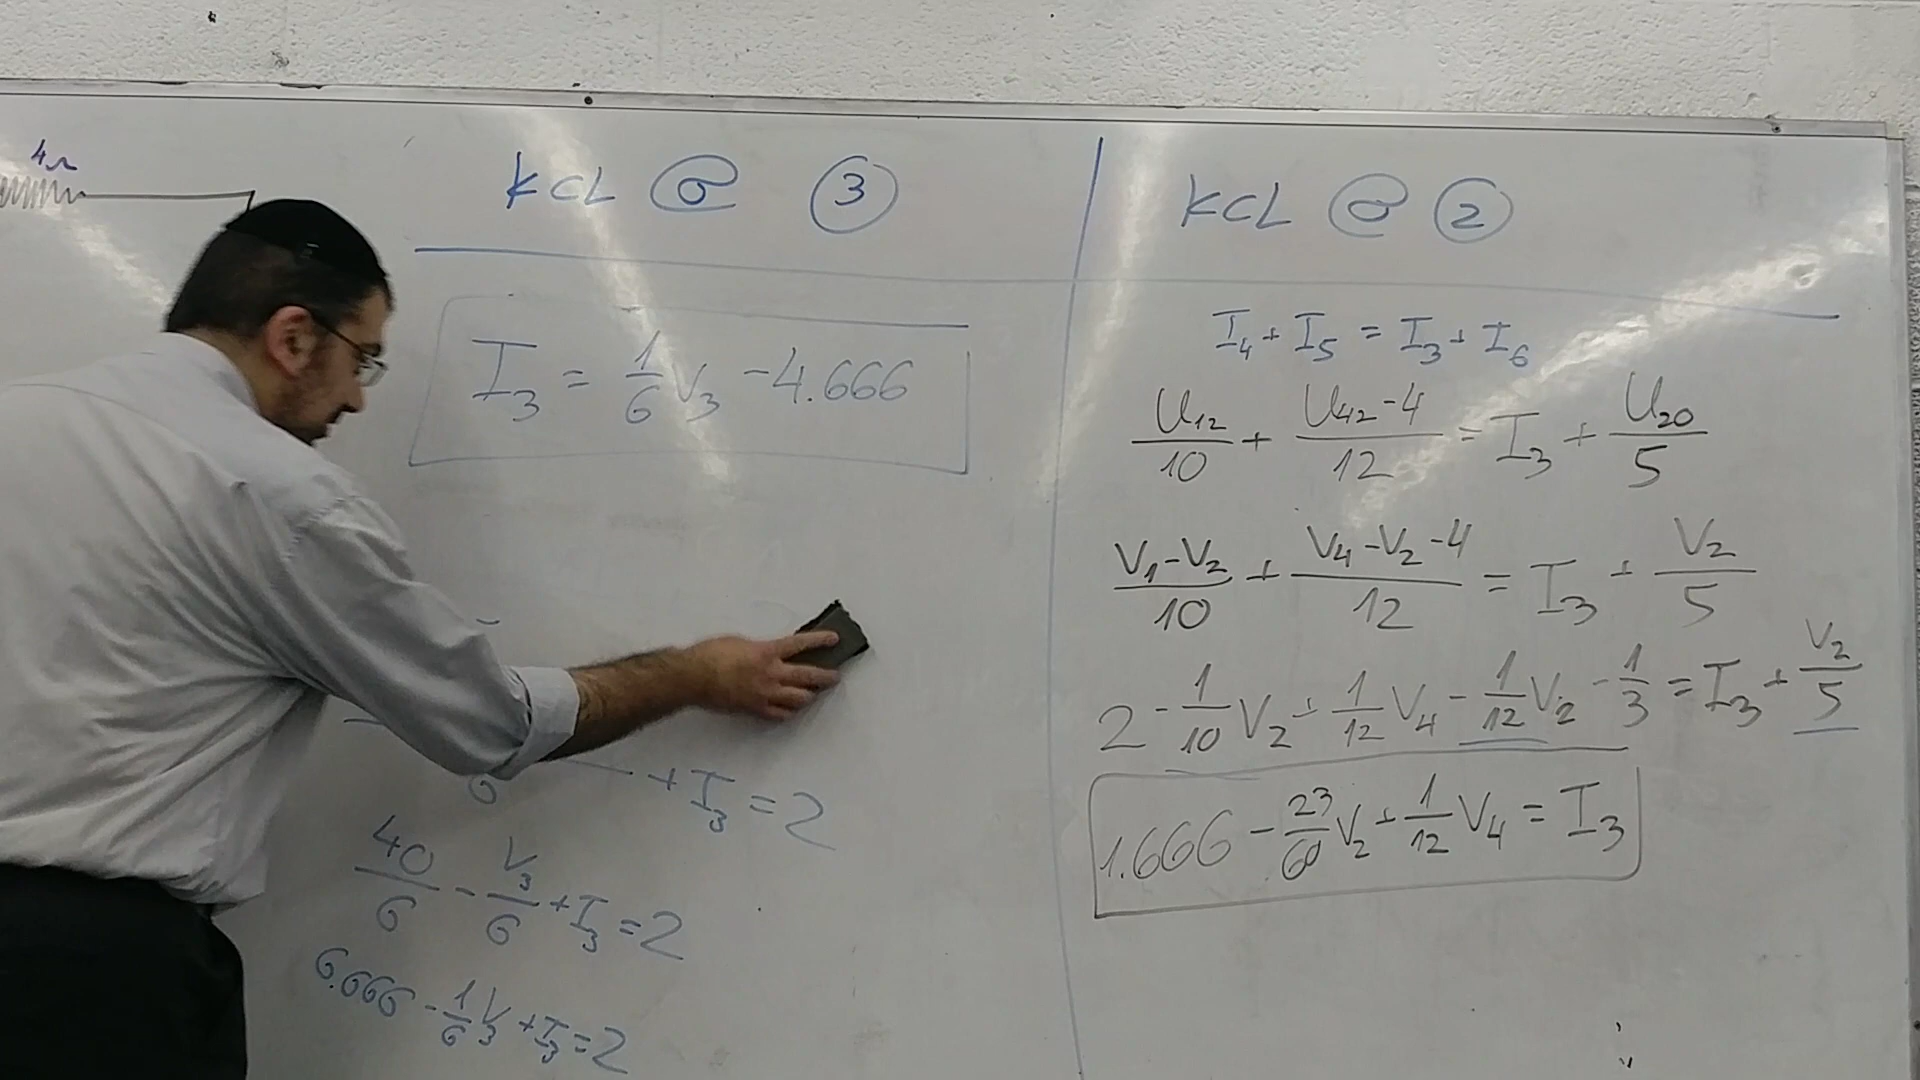 4Ω
KCL @ ③
I₃ = 1/6 V₃ - 4.666
6 + I₃ = 2
40/6 - V₃/6 + I₃ = 2
6.666 - 1/6 V₃ + I₃ = 2
KCL @ ②
I₄ + I₅ = I₃ + I₆
U₁₂/10 + (U₄₂ - 4)/12 = I₃ + U₂₀/5
(V₁ - V₂)/10 + (V₄ - V₂ - 4)/12 = I₃ + V₂/5
2 - 1/10 V₂ + 1/12 V₄ - 1/12 V₂ - 1/3 = I₃ + V₂/5
1.666 - 23/60 V₂ + 1/12 V₄ = I₃